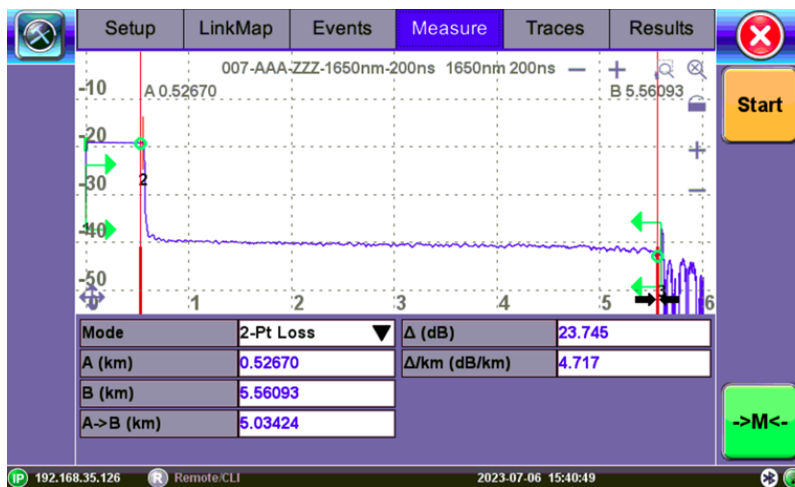 Setup LinkMap Events Measure Traces Results
007-AAA-ZZZ-1650nm-200ns 1650nm 200ns
-10 A 0.52670 B 5.56093
Start
-20
-30 2
-40
-50 3
0 1 2 3 4 5 6
Mode 2-Pt Loss Δ (dB) 23.745
A (km) 0.52670 Δ/km (dB/km) 4.717
B (km) 5.56093
A->B (km) 5.03424
->M<-
IP 192.168.35.126 R Remote/CLI 2023-07-06 15:40:49